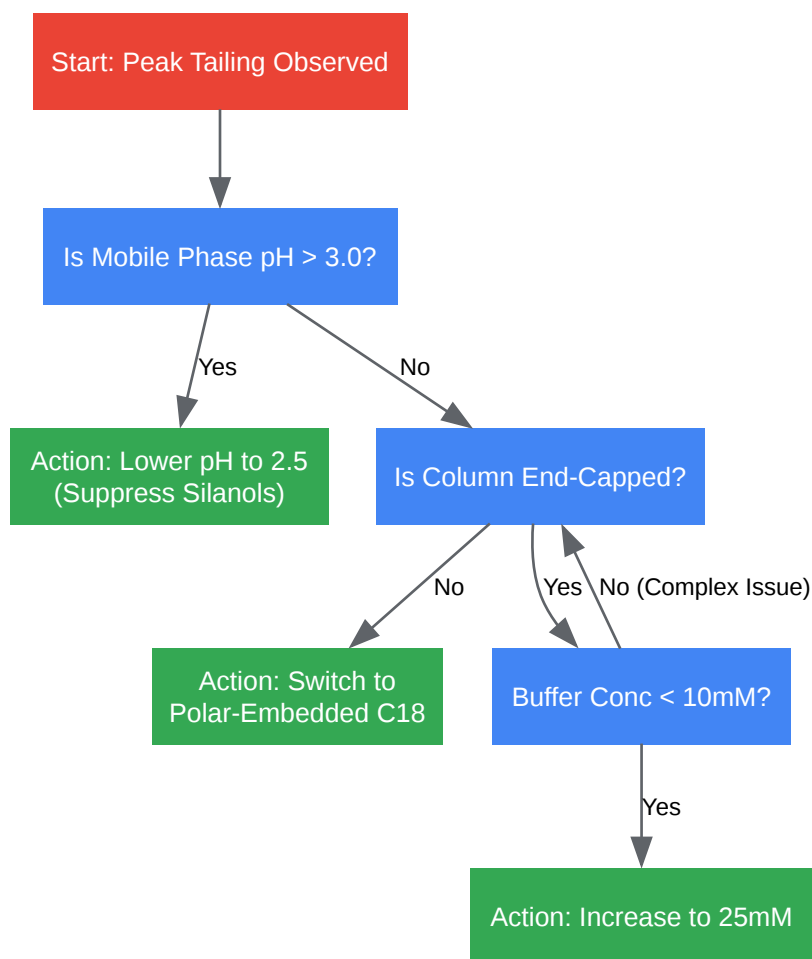 Start: Peak Tailing Observed
Is Mobile Phase pH > 3.0?
Yes
No
Action: Lower pH to 2.5
(Suppress Silanols)
Is Column End-Capped?
No
Yes
No (Complex Issue)
Action: Switch to
Polar-Embedded C18
Buffer Conc < 10mM?
Yes
Action: Increase to 25mM